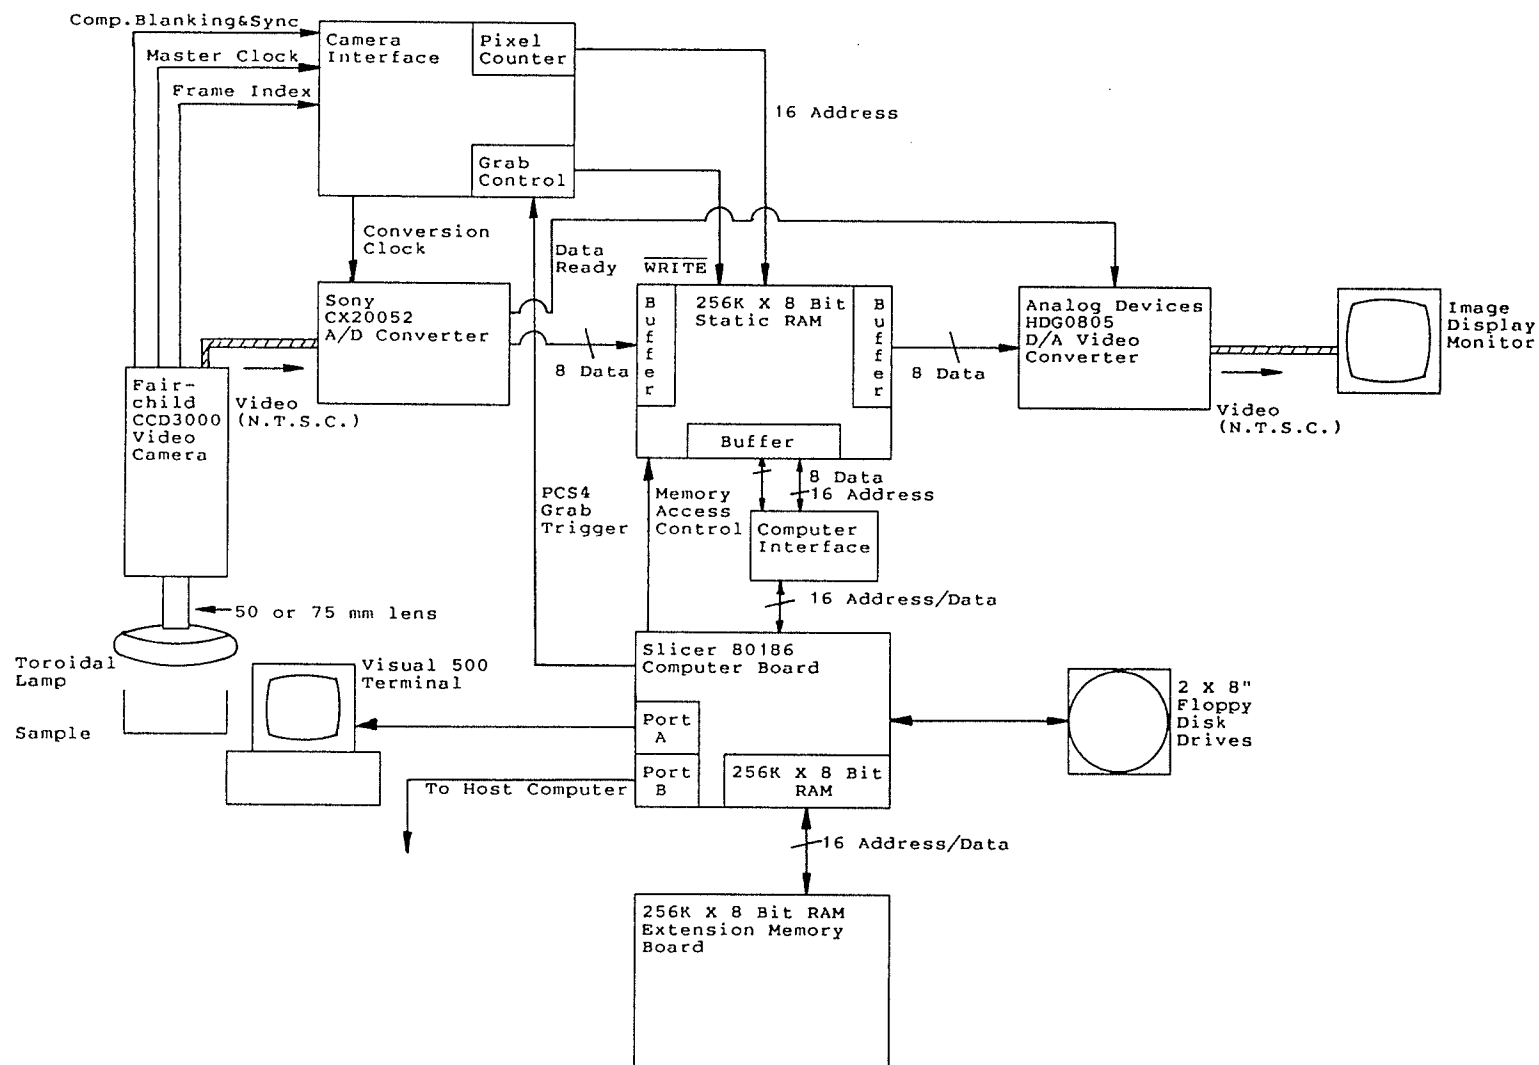 Comp.Blanking&Sync
Master Clock
Frame Index
Camera
Interface
Pixel
Counter
16 Address
Grab
Control
Conversion
Clock
Data
Ready
WRITE
Sony
CX20052
A/D Converter
Buffer
256K X 8 Bit
Static RAM
Buffer
Analog Devices
HDG0805
D/A Video
Converter
Image
Display
Monitor
8 Data
8 Data
Fair-
child
CCD3000
Video
Camera
Video
(N.T.S.C.)
Video
(N.T.S.C.)
Buffer
8 Data
16 Address
PCS4
Grab
Trigger
Memory
Access
Control
Computer
Interface
50 or 75 mm lens
16 Address/Data
Toroidal
Lamp
Sample
Visual 500
Terminal
Slicer 80186
Computer Board
2 X 8"
Floppy
Disk
Drives
Port
A
Port
B
256K X 8 Bit
RAM
To Host Computer
16 Address/Data
256K X 8 Bit RAM
Extension Memory
Board